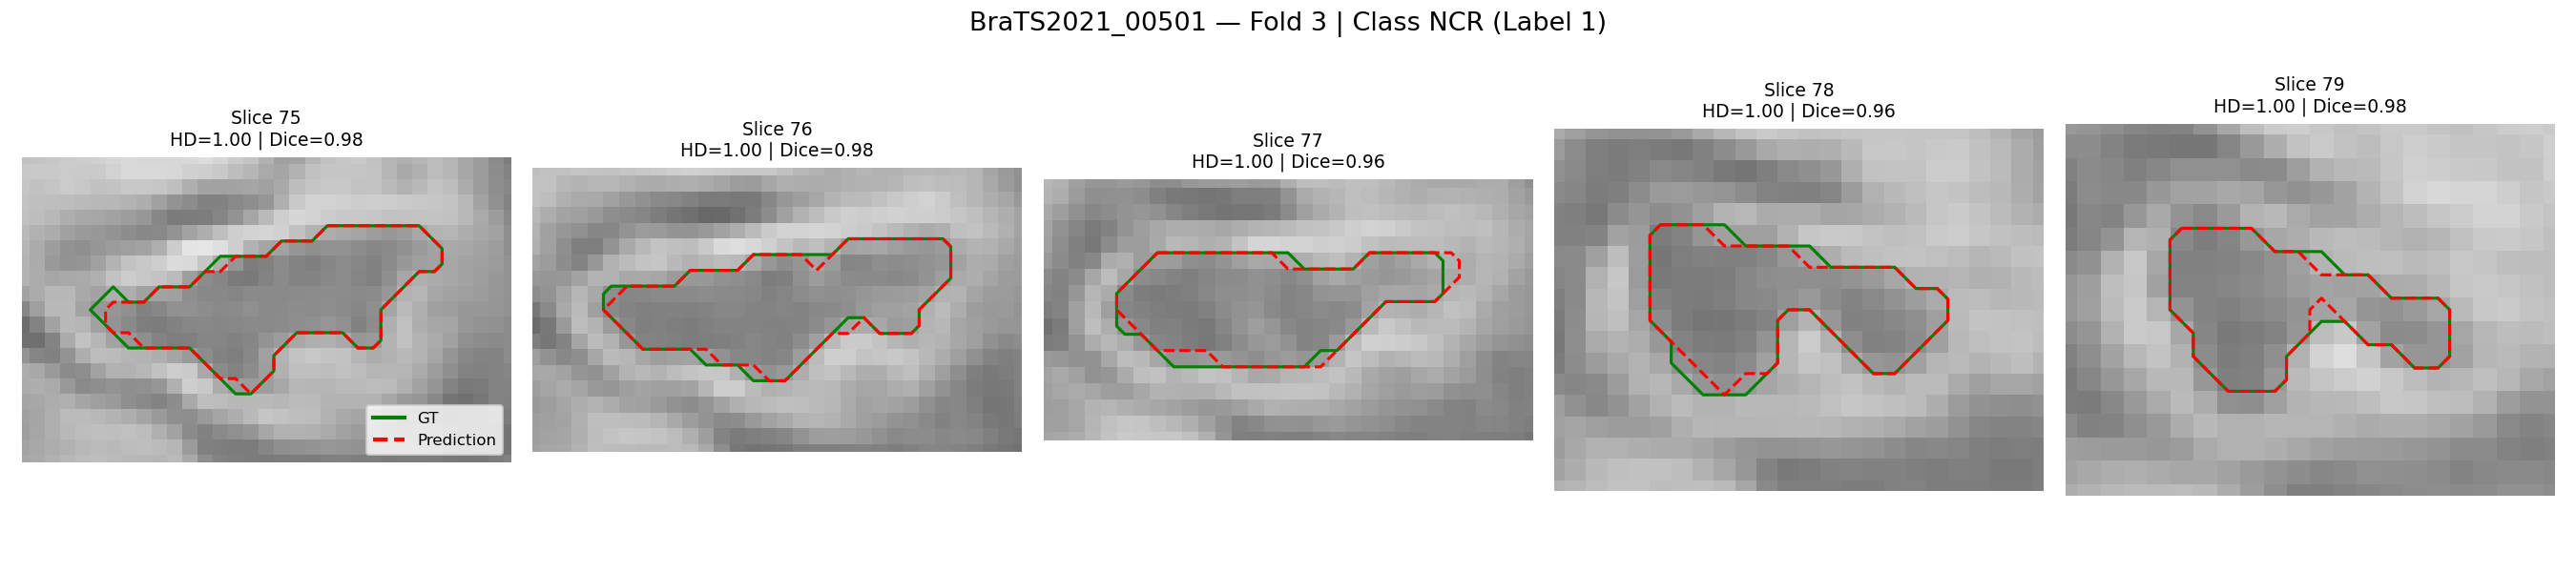 BraTS2021_00501 — Fold 3 | Class NCR (Label 1)
Slice 75
HD=1.00 | Dice=0.98
Slice 76
HD=1.00 | Dice=0.98
Slice 77
HD=1.00 | Dice=0.96
Slice 78
HD=1.00 | Dice=0.96
Slice 79
HD=1.00 | Dice=0.98
GT
Prediction